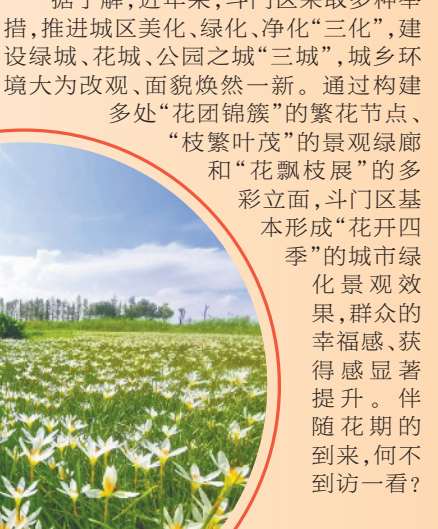 据了解,近年来,斗门区采取多种举
措,推进城区美化、绿化、净化“三化”,建
设绿城、花城、公园之城“三城”,城乡环
境大为改观、面貌焕然一新。通过构建
多处“花团锦簇”的繁花节点、
“枝繁叶茂”的景观绿廊
和“花飘枝展”的多
彩立面,斗门区基
本形成“花开四
季”的城市绿
化景观效
果,群众的
幸福感、获
得感显著
提升。伴
随花期的
到来,何不
到访一看?